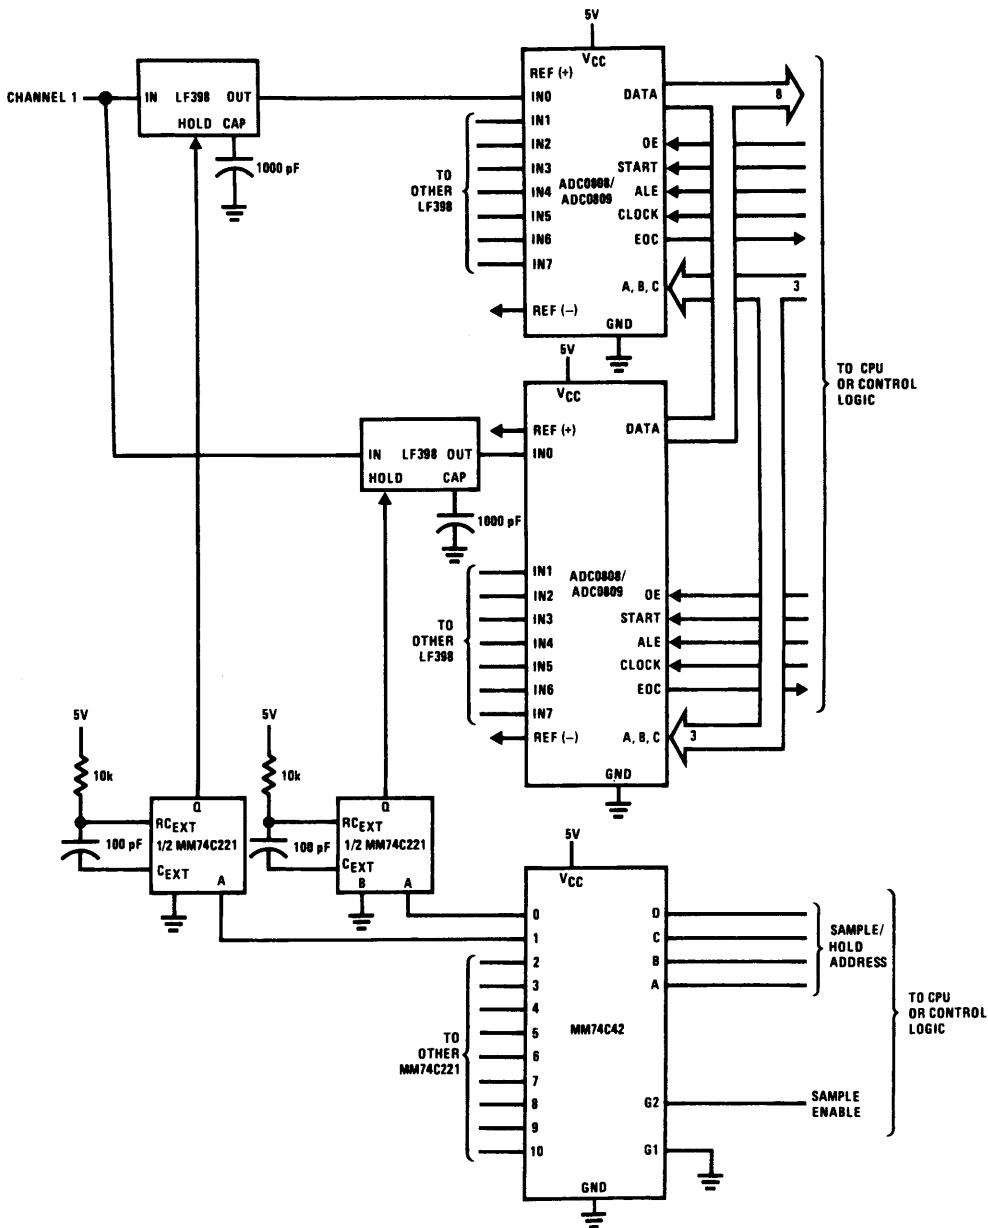 5V
VCC
REF (+)
CHANNEL 1
IN LF398 OUT
HOLD CAP
1000 pF
IN0
IN1
IN2
IN3
IN4
IN5
IN6
IN7
TO
OTHER
LF398
ADC0808/
ADC0809
REF (–)
GND
DATA
8
OE
START
ALE
CLOCK
EOC
A, B, C
3
TO CPU
OR CONTROL
LOGIC
5V
VCC
REF (+)
IN0
DATA
IN LF398 OUT
HOLD CAP
1000 pF
IN1
IN2
IN3
IN4
IN5
IN6
IN7
TO
OTHER
LF398
ADC0808/
ADC0809
OE
START
ALE
CLOCK
EOC
REF (–)
A, B, C
3
GND
5V
10k
100 pF
Q
RCEXT
1/2 MM74C221
CEXT
A
5V
10k
100 pF
Q
RCEXT
1/2 MM74C221
CEXT
B A
5V
VCC
0
1
2
3
4
5
6
7
8
9
10
TO
OTHER
MM74C221
MM74C42
D
C
B
A
SAMPLE/
HOLD
ADDRESS
TO CPU
OR CONTROL
LOGIC
G2
SAMPLE
ENABLE
G1
GND